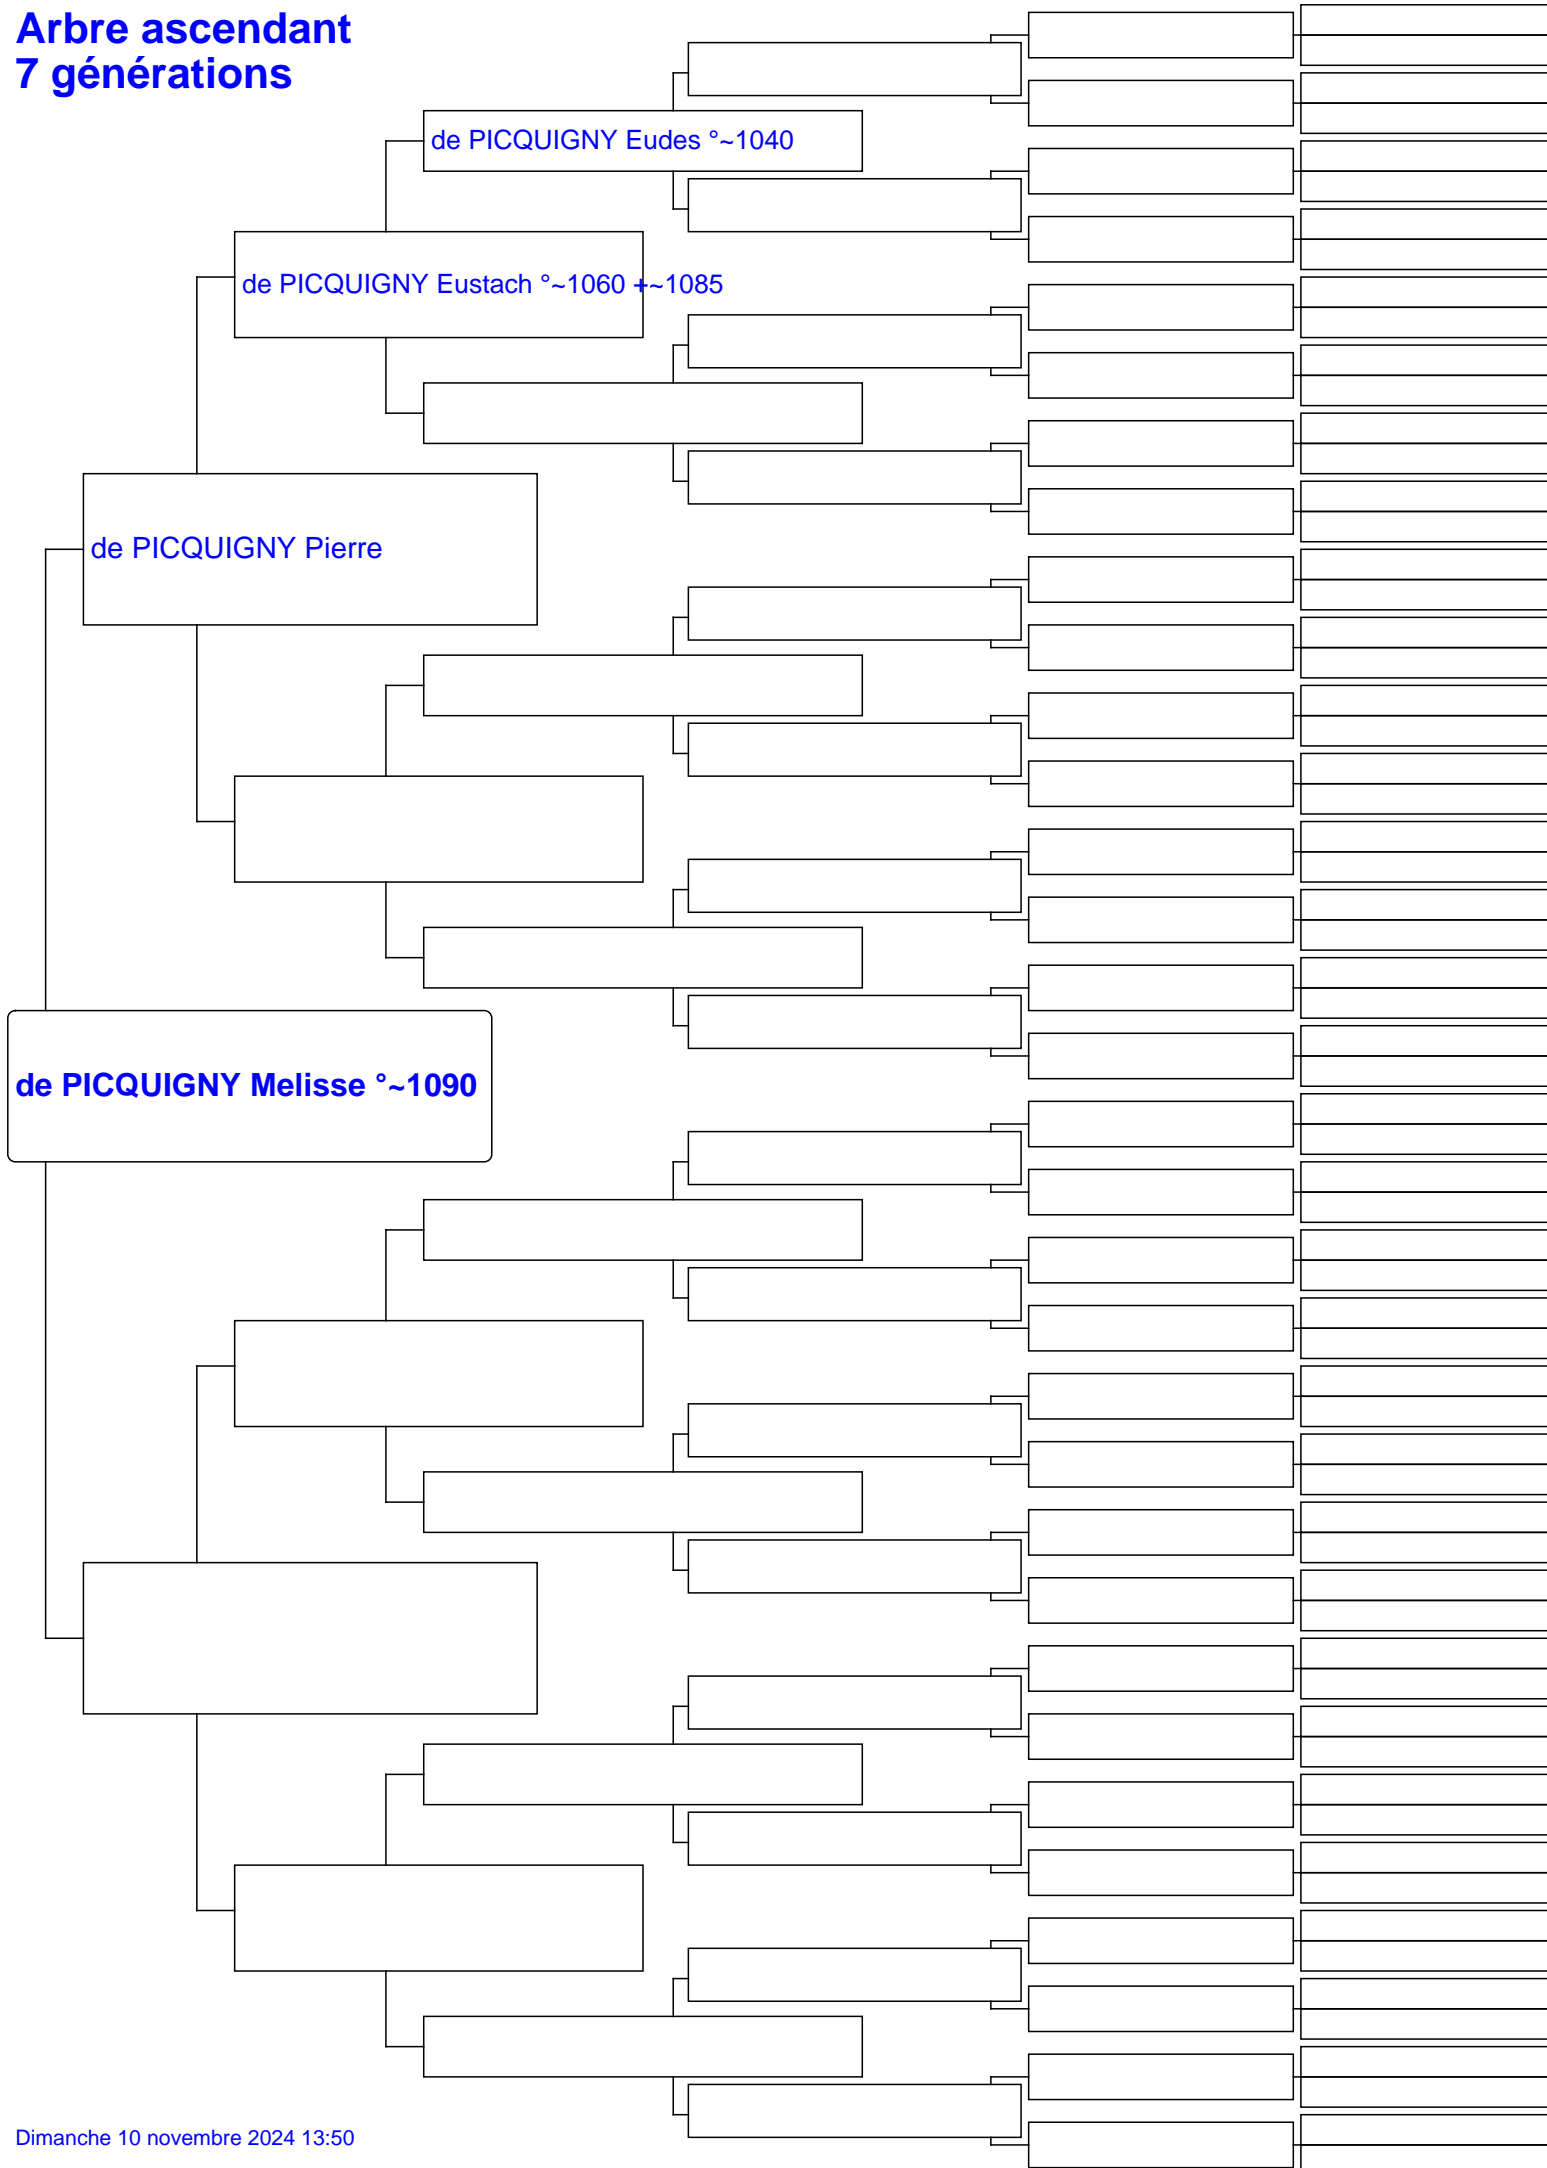 Arbre ascendant
7 générations
de PICQUIGNY Eudes °~1040
de PICQUIGNY Eustach °~1060 +~1085
de PICQUIGNY Pierre
de PICQUIGNY Melisse °~1090
Dimanche 10 novembre 2024 13:50